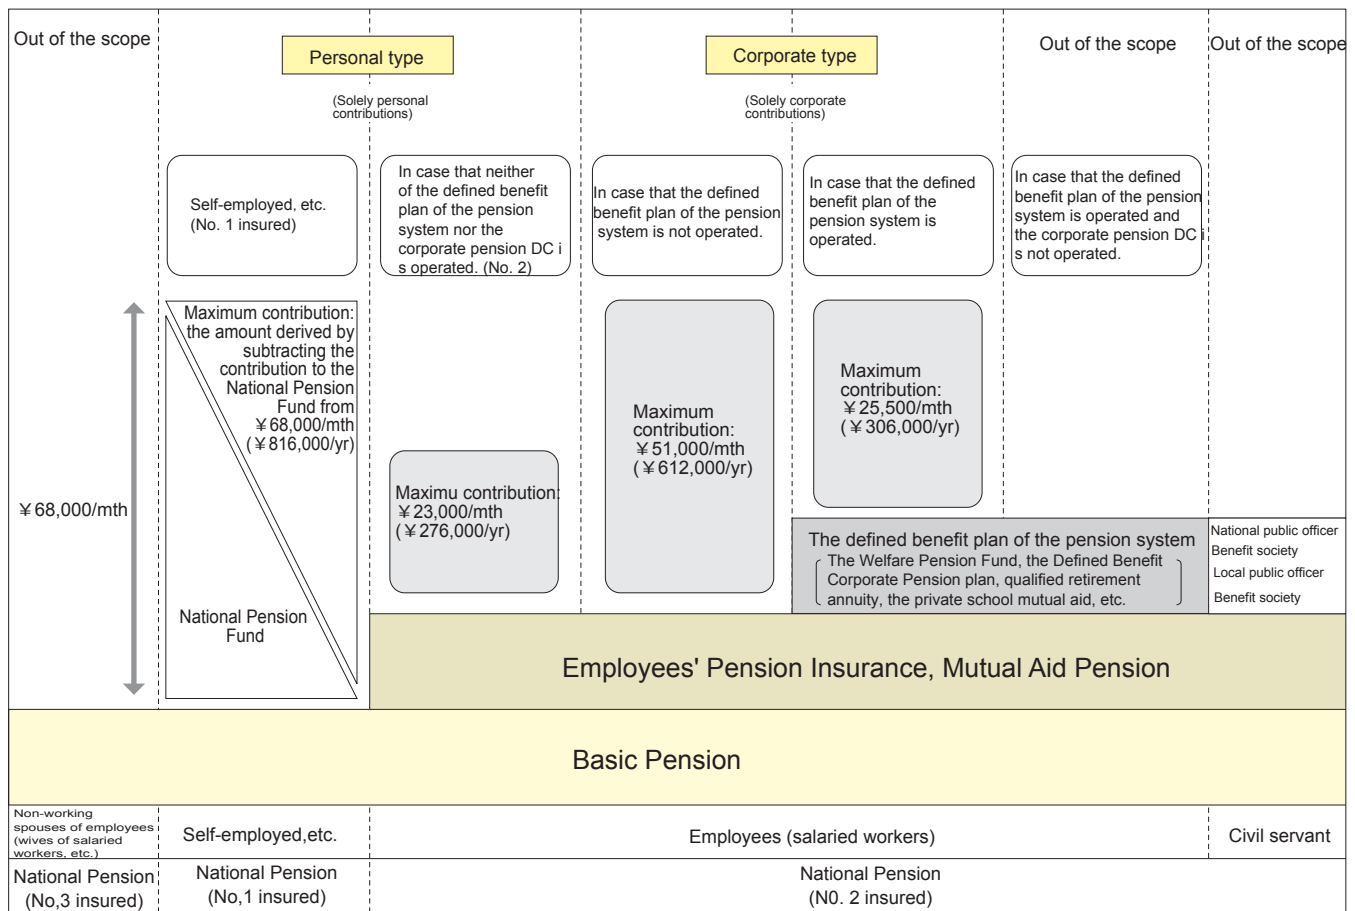 Out of the scope
Personal type
(Solely personal
contributions)
Corporate type
(Solely corporate
contributions)
Out of the scope
Out of the scope
Self-employed, etc.
(No. 1 insured)
In case that neither
of the defined benefit
plan of the pension
system nor the
corporate pension DC i
s operated. (No. 2)
In case that the defined
benefit plan of the pension
system is not operated.
In case that the defined
benefit plan of the
pension system is
operated.
In case that the defined
benefit plan of the pension
system is operated and
the corporate pension DC i
s not operated.
¥68,000/mth
Maximum contribution:
the amount derived by
subtracting the
contribution to the
National Pension
Fund from
¥68,000/mth
(¥816,000/yr)
National Pension
Fund
Maximu contribution:
¥23,000/mth
(¥276,000/yr)
Maximum
contribution:
¥51,000/mth
(¥612,000/yr)
Maximum
contribution:
¥25,500/mth
(¥306,000/yr)
The defined benefit plan of the pension system
The Welfare Pension Fund, the Defined Benefit
Corporate Pension plan, qualified retirement
annuity, the private school mutual aid, etc.
National public officer
Benefit society
Local public officer
Benefit society
Employees' Pension Insurance, Mutual Aid Pension
Basic Pension
Non-working
spouses of employees
(wives of salaried
workers, etc.)
Self-employed,etc.
Employees (salaried workers)
Civil servant
National Pension
(No,3 insured)
National Pension
(No,1 insured)
National Pension
(N0. 2 insured)